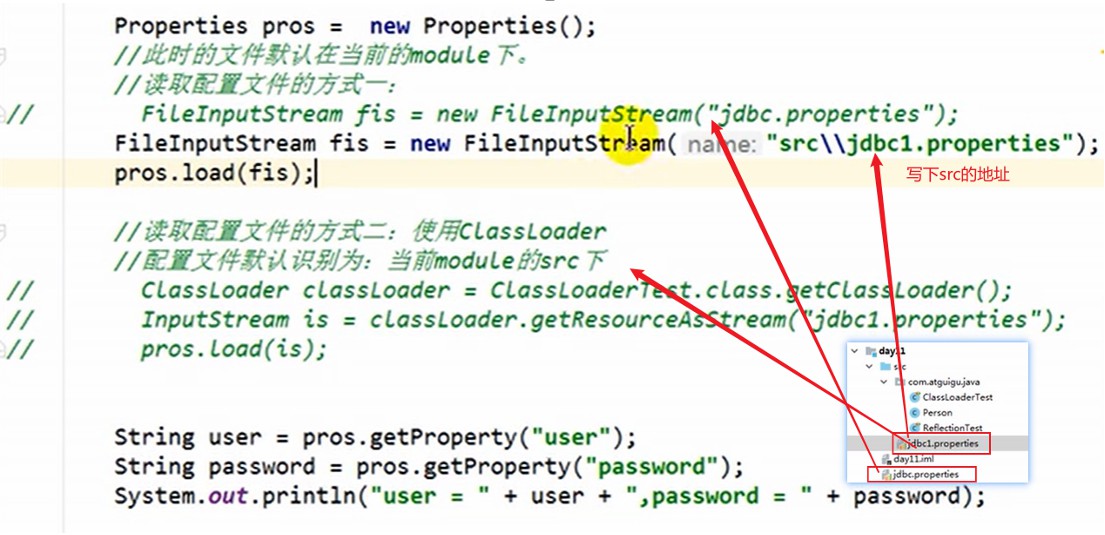 Properties pros =  new Properties();
//此时的文件默认在当前的module下。
//读取配置文件的方式一：
//        FileInputStream fis = new FileInputStream("jdbc.properties");
FileInputStream fis = new FileInputStream( name: "src\\jdbc1.properties");
pros.load(fis);
写下src的地址
//读取配置文件的方式二：使用ClassLoader
//配置文件默认识别为：当前module的src下
//        ClassLoader classLoader = ClassLoaderTest.class.getClassLoader();
//        InputStream is = classLoader.getResourceAsStream("jdbc1.properties");
//        pros.load(is);
day11
src
com.atguigu.java
ClassLoaderTest
Person
ReflectionTest
jdbc1.properties
day11.iml
jdbc.properties
String user = pros.getProperty("user");
String password = pros.getProperty("password");
System.out.println("user = " + user + ",password = " + password);